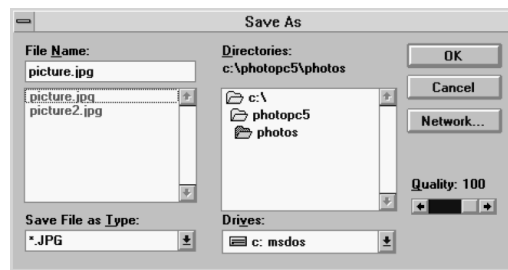 Save As
File Name:
picture.jpg
picture.jpg
picture2.jpg
Save File as Type:
*.JPG
Directories:
c:\photopc5\photos
c:\
photopc5
photos
Drives:
c: msdos
OK
Cancel
Network...
Quality: 100